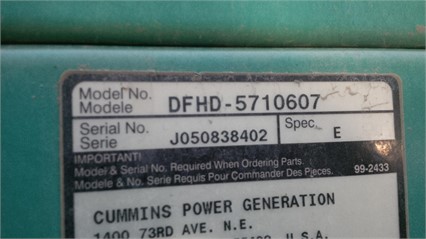 Model No.
Modele DFHD-5710607
Serial No. Spec.
Serie J050838402 E
IMPORTANT!
Model & Serial No. Required When Ordering Parts.
Modele & No. Serie Requis Pour Commander Des Pieces. 99-2433
CUMMINS POWER GENERATION
1400 73RD AVE. N.E.
U.S.A.